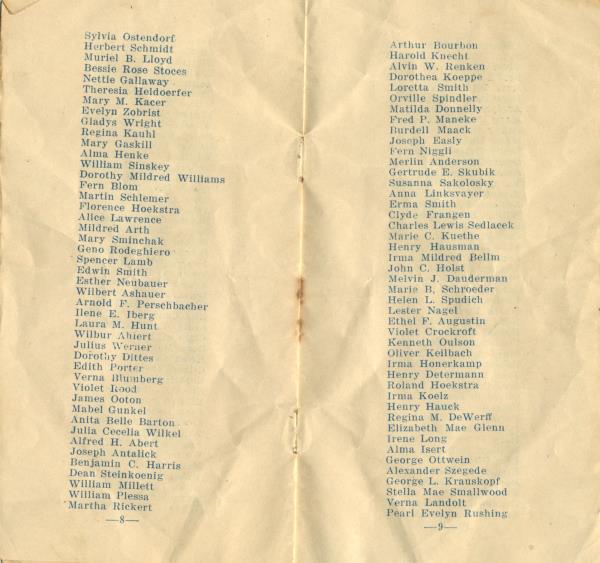 Sylvia Ostendorf
Herbert Schmidt
Muriel B. Lloyd
Bessie Rose Stoces
Nettie Gallaway
Theresia Heldoerfer
Mary M. Kacer
Evelyn Zobrist
Gladys Wright
Regina Kauhl
Mary Gaskill
Alma Henke
William Sinskey
Dorothy Mildred Williams
Fern Blom
Martin Schlemer
Florence Hoekstra
Alice Lawrence
Mildred Arth
Mary Sminchak
Geno Rodeghiero
Spencer Lamb
Edwin Smith
Esther Neubauer
Wilbert Ashauer
Arnold F. Perschbacher
Ilene E. Iberg
Laura M. Hunt
Wilbur
Julius Werner
Dorothy Dittes
Edith Porter
Verna Blumberg
Violet Rood
James Ooton
Mabel Gunkel
Anita Belle Barton
Julia Cecelia Wilkel
Alfred H. Abert
Joseph Antalick
Benjamin C. Harris
Dean Steinkoenig
William Millett
William Plessa
Martha Rickert
—8—
Arthur Bourbon
Harold Knecht
Alvin W. Renken
Dorothea Koeppe
Loretta Smith
Orville Spindler
Matilda Donnelly
Fred P. Maneke
Burdell Maack
Joseph Easly
Fern Niggli
Merlin Anderson
Gertrude E. Skubik
Susanna Sakolosky
Anna Linksvayer
Erma Smith
Clyde Frangen
Charles Lewis Sedlacek
Marie C. Kuethe
Henry Hausman
Irma Mildred Bellm
John C. Holst
Melvin J. Dauderman
Marie B. Schroeder
Helen L. Spudich
Lester Nagel
Ethel F. Augustin
Violet Crockroft
Kenneth Oulson
Oliver Keilbach
Irma Honerkamp
Henry Determann
Roland Hoekstra
Irma Koelz
Henry Hauck
Regina M. DeWerff
Elizabeth Mae Glenn
Irene Long
Alma Isert
George Ottwein
Alexander Szegede
George L. Krauskopf
Stella Mae Smallwood
Verna Landolt
Pearl Evelyn Rushing
—9—